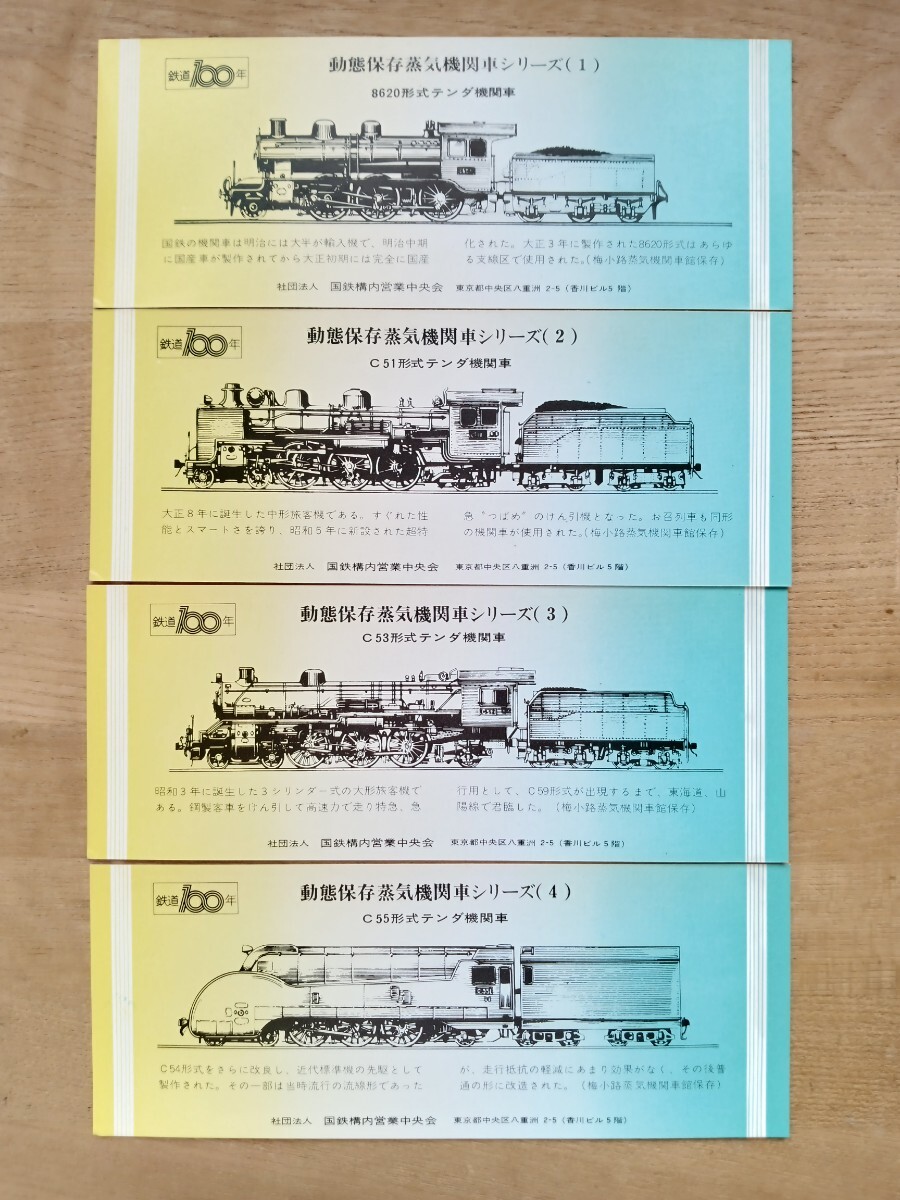 鉄道100年
動態保存蒸気機関車シリーズ(1)
8620形式テンダ機関車
国鉄の機関車は明治には大半が輸入機で、明治中期
に国産車が製作されてから大正初期には完全に国産
化された。大正3年に製作された8620形式はあらゆ
る支線区で使用された。(梅小路蒸気機関車館保存)
社団法人 国鉄構内営業中央会 東京都中央区八重洲 2-5 (香川ビル5階)
鉄道100年
動態保存蒸気機関車シリーズ(2)
C51形式テンダ機関車
大正8年に誕生した中形旅客機である。すぐれた性
能とスマートさを誇り、昭和5年に新設された超特
急“つばめ”のけん引機となった。お召列車も同形
の機関車が使用された。(梅小路蒸気機関車館保存)
社団法人 国鉄構内営業中央会 東京都中央区八重洲 2-5 (香川ビル5階)
鉄道100年
動態保存蒸気機関車シリーズ(3)
C53形式テンダ機関車
昭和3年に誕生した3シリンダー式の大形旅客機で
ある。鋼製客車をけん引して高速力で走り特急、急
行用として、C59形式が出現するまで、東海道、山
陽線で君臨した。(梅小路蒸気機関車館保存)
社団法人 国鉄構内営業中央会 東京都中央区八重洲 2-5 (香川ビル5階)
鉄道100年
動態保存蒸気機関車シリーズ(4)
C55形式テンダ機関車
C54形式をさらに改良し、近代標準機の先駆として
製作された。その一部は当時流行の流線形であった
が、走行抵抗の軽減にあまり効果がなく、その後普
通の形に改造された。(梅小路蒸気機関車館保存)
社団法人 国鉄構内営業中央会 東京都中央区八重洲 2-5 (香川ビル5階)